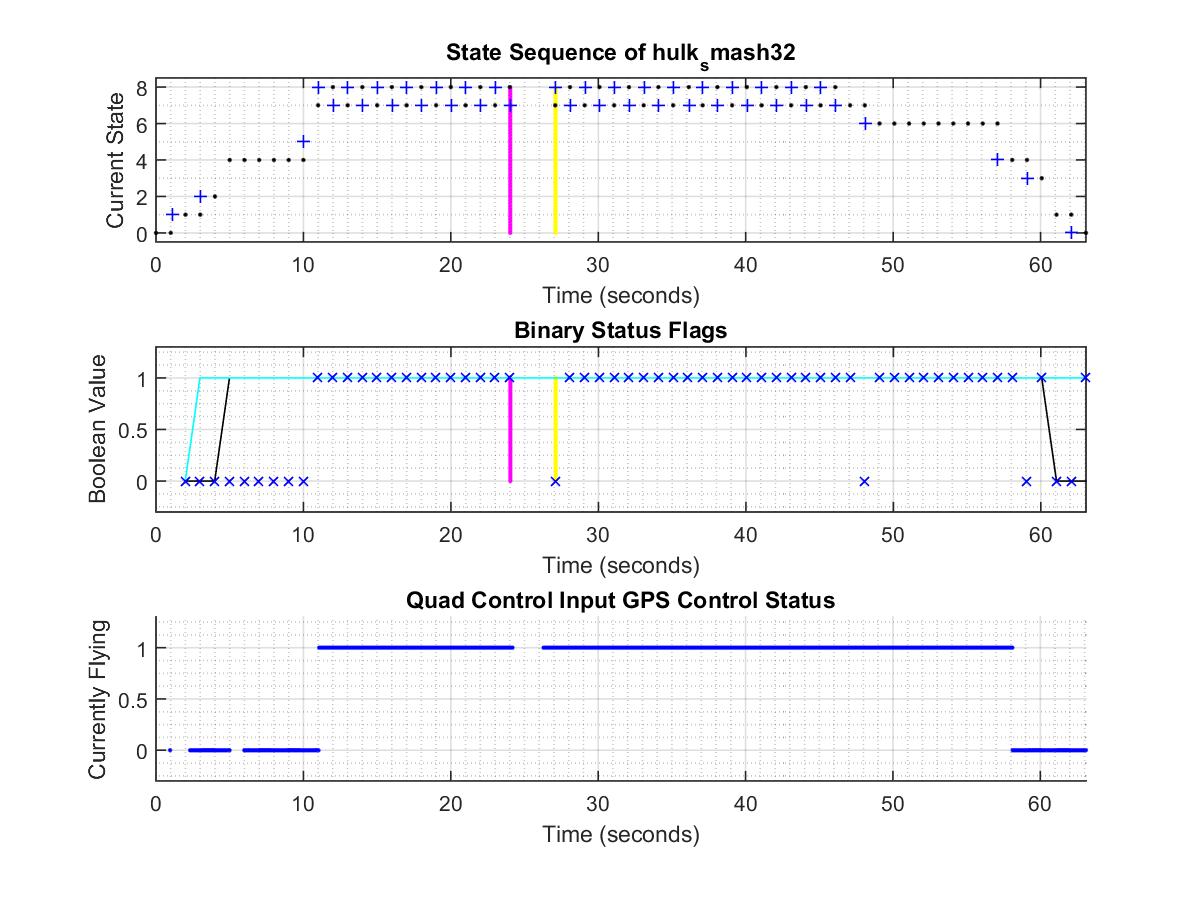 State Sequence of hulk_smash32
Current State
8
6
4
2
0
0 10 20 30 40 50 60
Time (seconds)
Binary Status Flags
Boolean Value
1
0.5
0
0 10 20 30 40 50 60
Time (seconds)
Quad Control Input GPS Control Status
Currently Flying
1
0.5
0
0 10 20 30 40 50 60
Time (seconds)